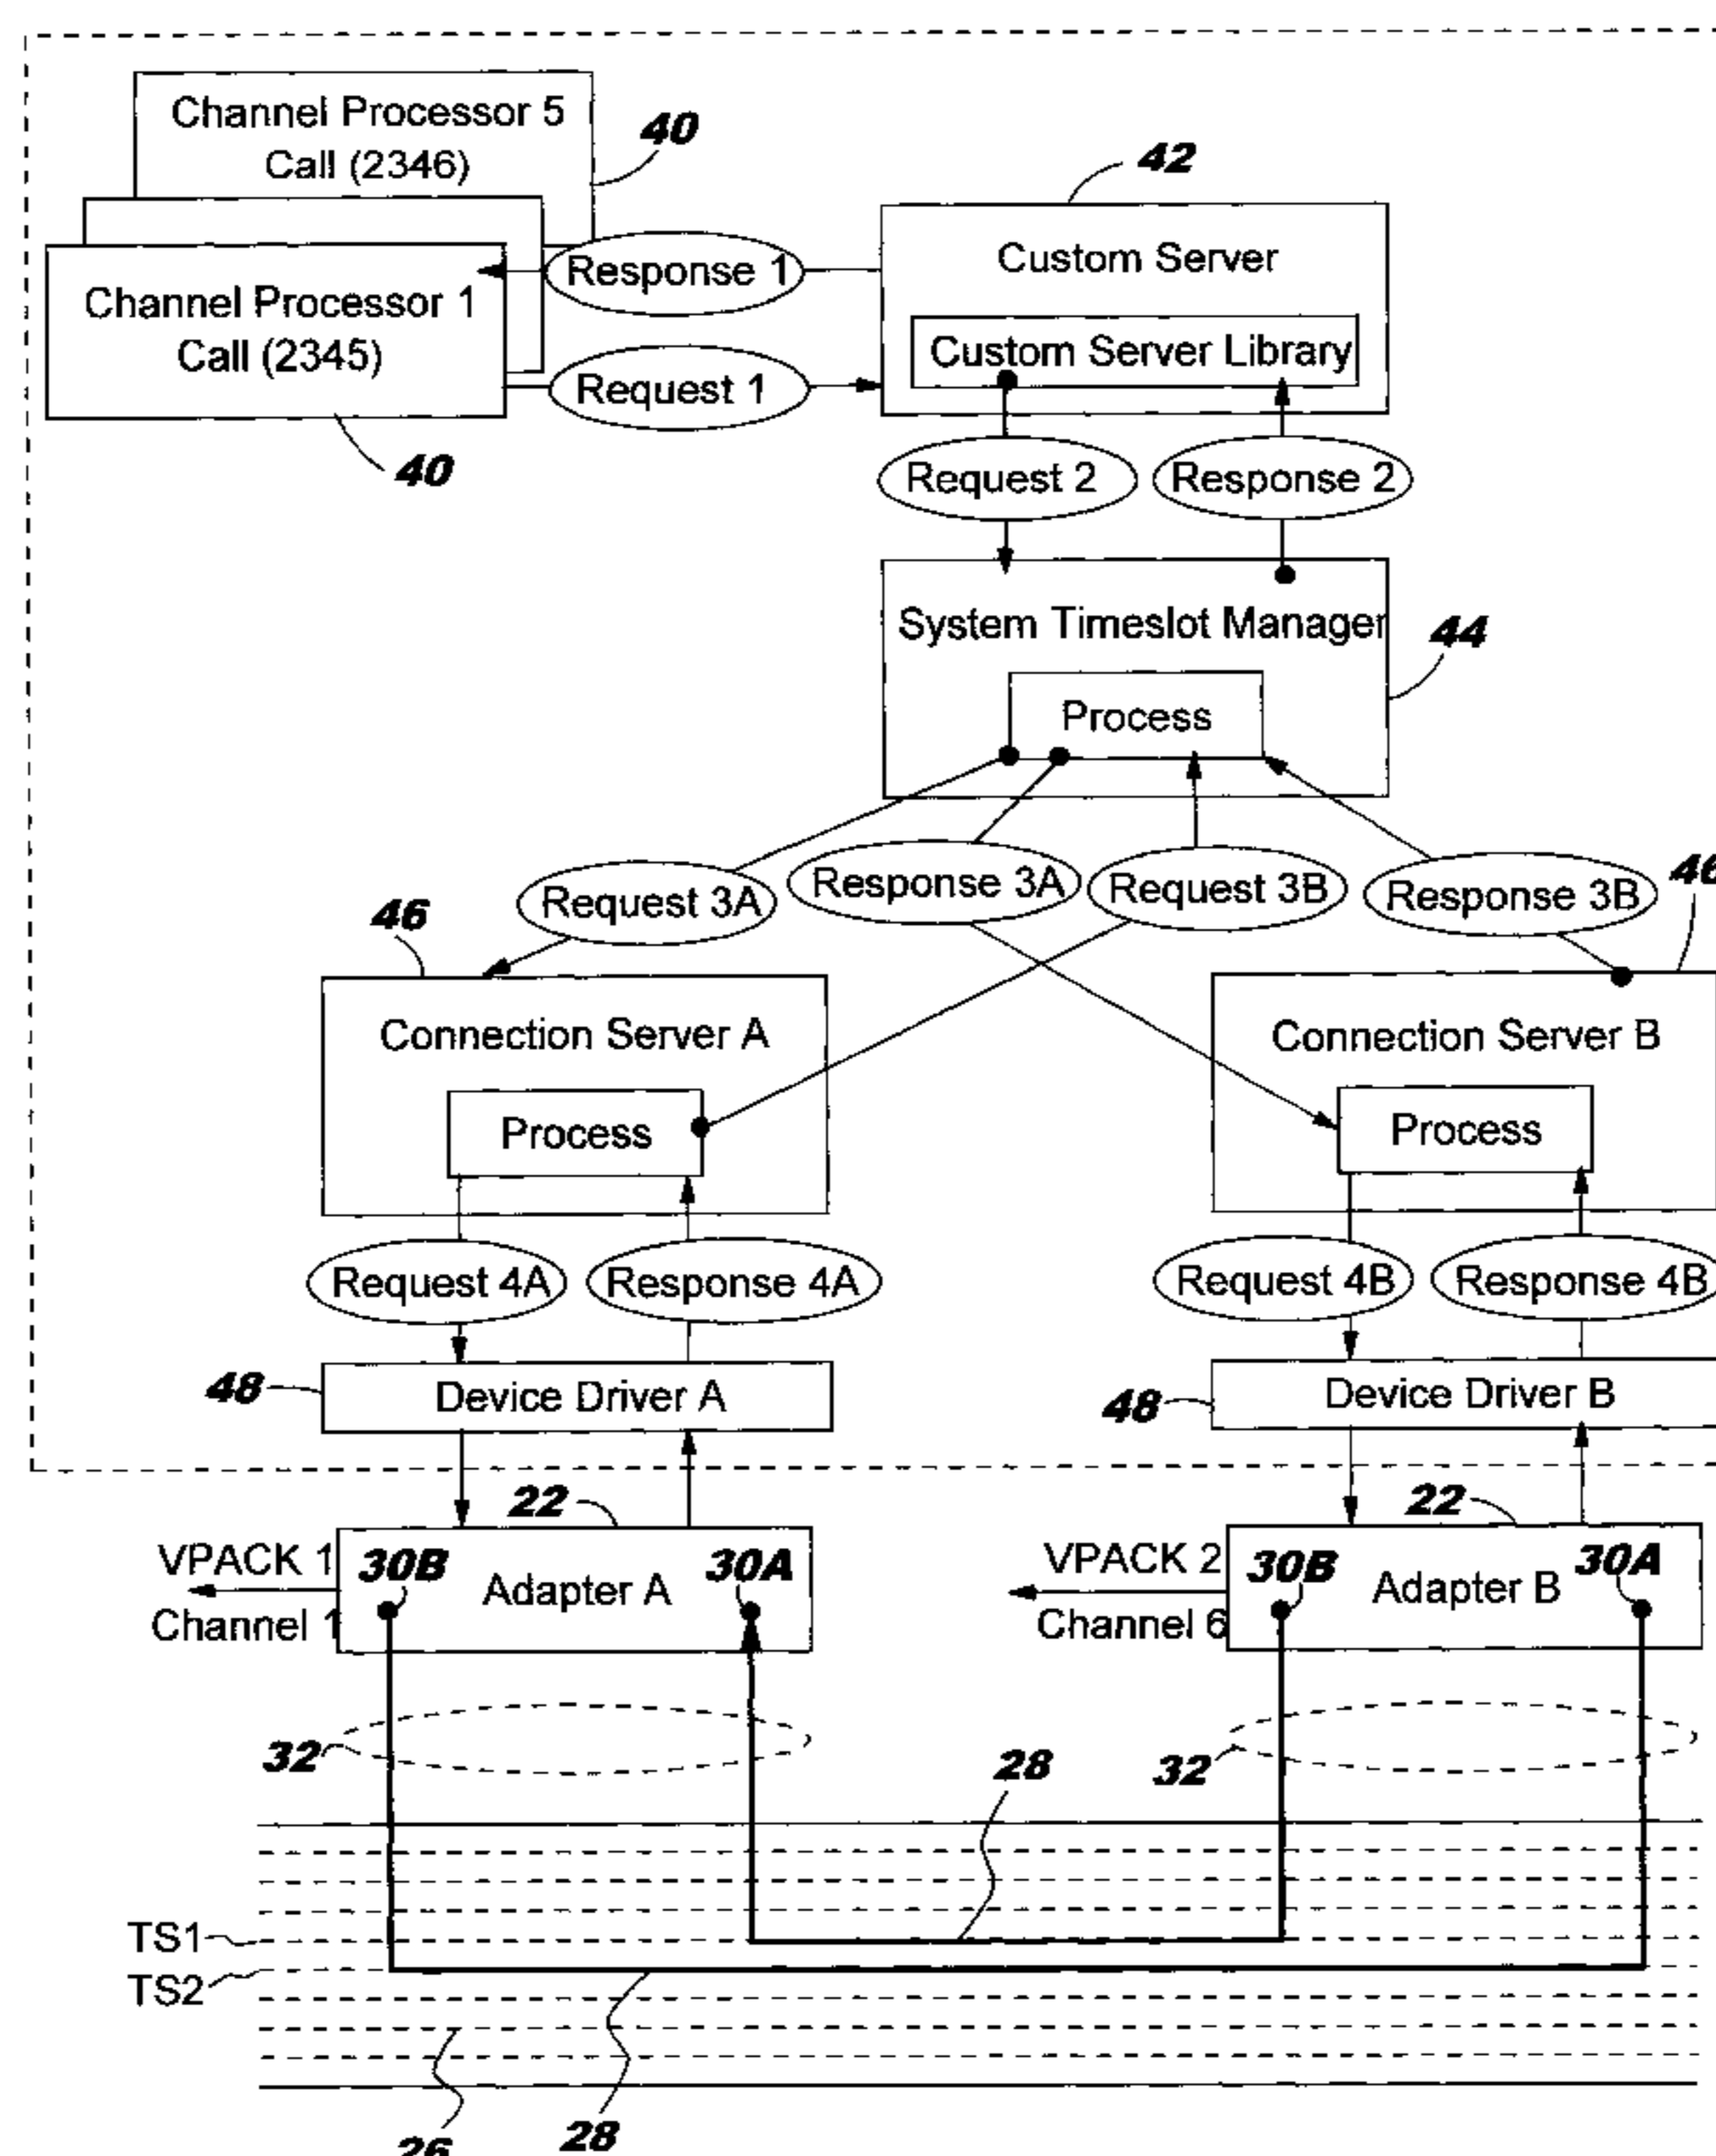 Channel Processor 5
Call (2346)
40
42
Response 1
Custom Server
Channel Processor 1
Call (2345)
Custom Server Library
Request 1
40
Request 2
Response 2
System Timeslot Manager
44
Process
Request 3A
Response 3A
Request 3B
Response 3B
46
46
Connection Server A
Connection Server B
Process
Process
Request 4A
Response 4A
Request 4B
Response 4B
48
Device Driver A
48
Device Driver B
22
22
VPACK 1
30B
Adapter A
30A
Channel 1
VPACK 2
30B
Adapter B
30A
Channel 6
32
32
28
TS1
TS2
26
28